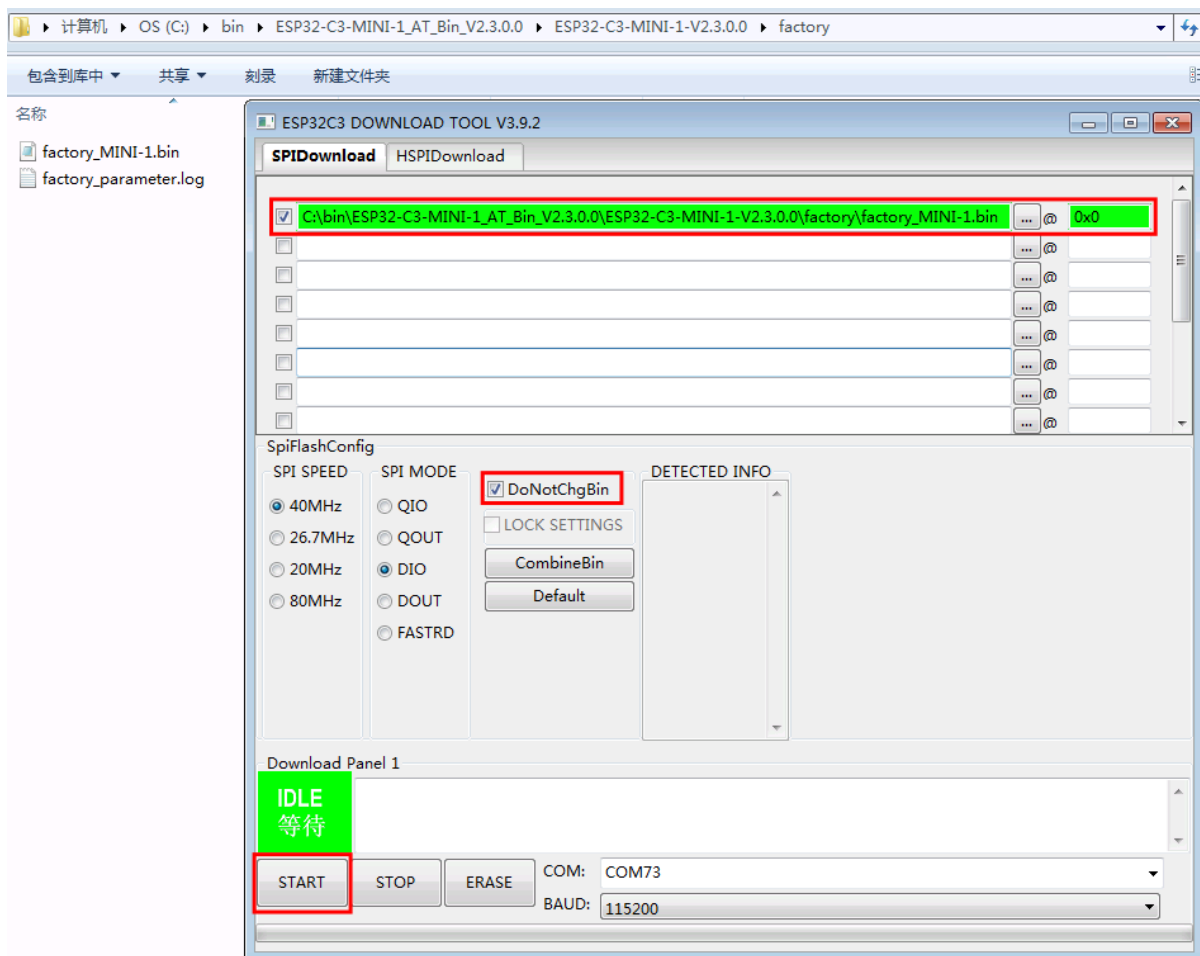 计算机 OS (C:) bin ESP32-C3-MINI-1_AT_Bin_V2.3.0.0 ESP32-C3-MINI-1-V2.3.0.0 factory
包含到库中 共享 刻录 新建文件夹
名称
factory_MINI-1.bin
factory_parameter.log
ESP32C3 DOWNLOAD TOOL V3.9.2
SPIDownload HSPIDownload
C:\bin\ESP32-C3-MINI-1_AT_Bin_V2.3.0.0\ESP32-C3-MINI-1-V2.3.0.0\factory\factory_MINI-1.bin ... @ 0x0
... @
... @
... @
... @
... @
... @
... @
SpiFlashConfig
SPI SPEED SPI MODE DETECTED INFO
DoNotChgBin
40MHz QIO
LOCK SETTINGS
26.7MHz QOUT
CombineBin
20MHz DIO
Default
80MHz DOUT
FASTRD
Download Panel 1
IDLE
等待
START STOP ERASE COM: COM73
BAUD: 115200